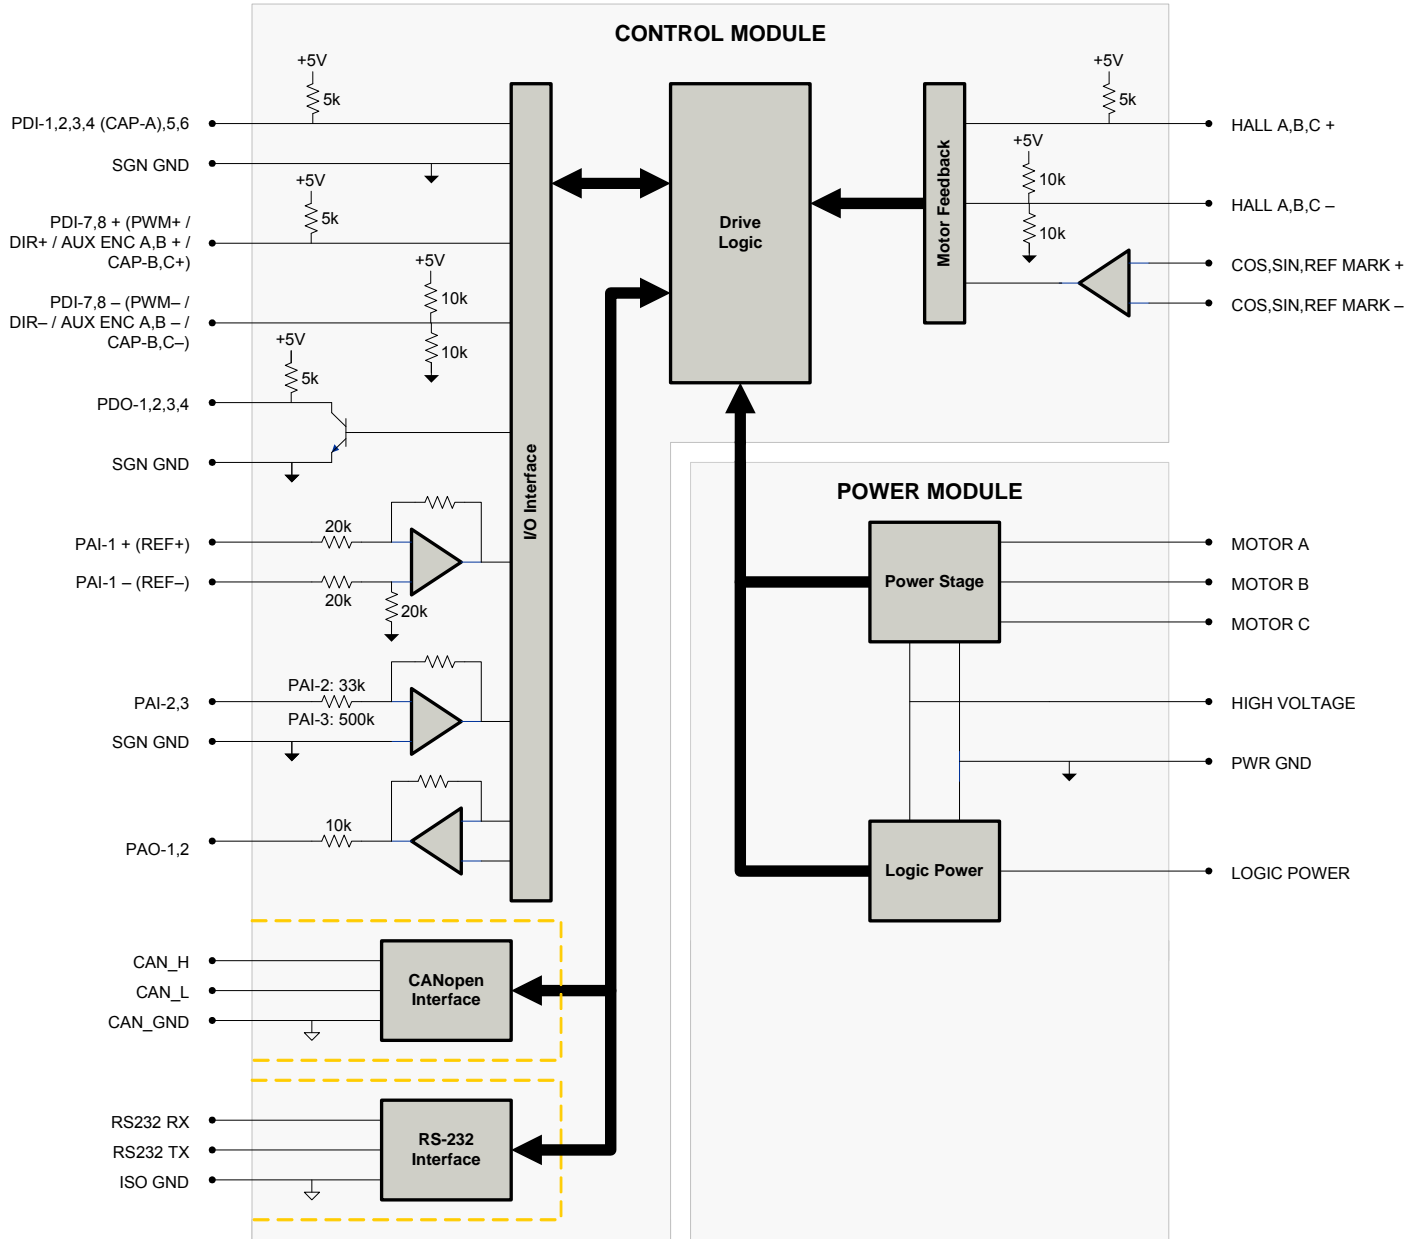 CONTROL MODULE
+5V
5k
PDI-1,2,3,4 (CAP-A),5,6
SGN GND
+5V
5k
PDI-7,8 + (PWM+ /
DIR+ / AUX ENC A,B + /
CAP-B,C+)
+5V
10k
PDI-7,8 – (PWM– /
DIR– / AUX ENC A,B – /
CAP-B,C–)
10k
+5V
5k
PDO-1,2,3,4
SGN GND
20k
PAI-1 + (REF+)
PAI-1 – (REF–)
20k
20k
PAI-2: 33k
PAI-2,3
PAI-3: 500k
SGN GND
10k
PAO-1,2
I/O Interface
CAN_H
CAN_L
CAN_GND
CANopen
Interface
RS232 RX
RS232 TX
ISO GND
RS-232
Interface
Drive
Logic
Motor Feedback
+5V
5k
HALL A,B,C +
+5V
10k
HALL A,B,C –
10k
COS,SIN,REF MARK +
COS,SIN,REF MARK –
POWER MODULE
Power Stage
MOTOR A
MOTOR B
MOTOR C
HIGH VOLTAGE
PWR GND
Logic Power
LOGIC POWER